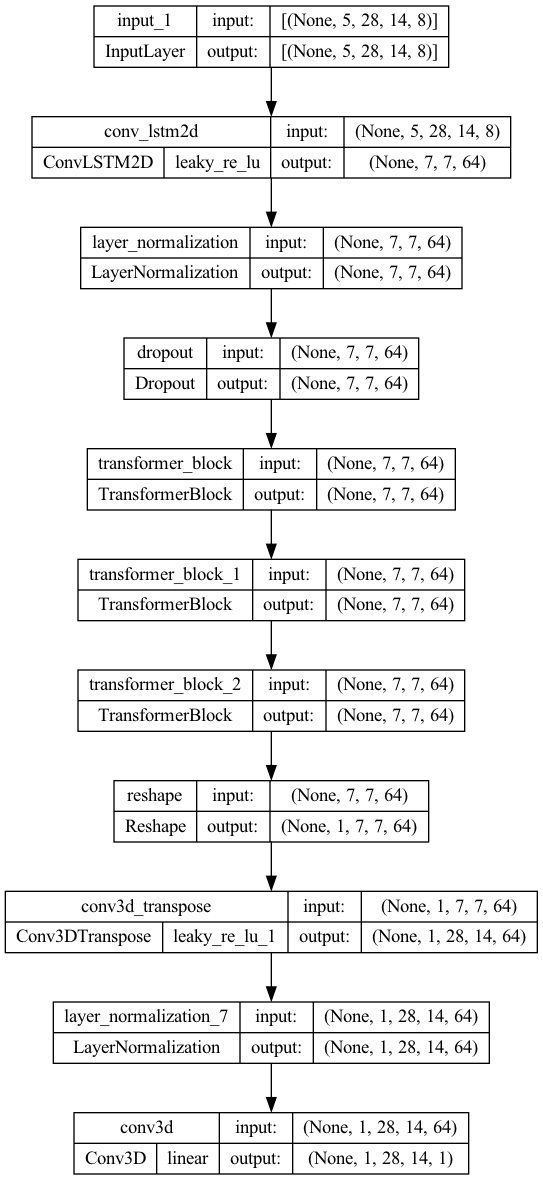 input_1 input: [(None, 5, 28, 14, 8)]
InputLayer output: [(None, 5, 28, 14, 8)]
conv_lstm2d input: (None, 5, 28, 14, 8)
ConvLSTM2D leaky_re_lu output: (None, 7, 7, 64)
layer_normalization input: (None, 7, 7, 64)
LayerNormalization output: (None, 7, 7, 64)
dropout input: (None, 7, 7, 64)
Dropout output: (None, 7, 7, 64)
transformer_block input: (None, 7, 7, 64)
TransformerBlock output: (None, 7, 7, 64)
transformer_block_1 input: (None, 7, 7, 64)
TransformerBlock output: (None, 7, 7, 64)
transformer_block_2 input: (None, 7, 7, 64)
TransformerBlock output: (None, 7, 7, 64)
reshape input: (None, 7, 7, 64)
Reshape output: (None, 1, 7, 7, 64)
conv3d_transpose input: (None, 1, 7, 7, 64)
Conv3DTranspose leaky_re_lu_1 output: (None, 1, 28, 14, 64)
layer_normalization_7 input: (None, 1, 28, 14, 64)
LayerNormalization output: (None, 1, 28, 14, 64)
conv3d input: (None, 1, 28, 14, 64)
Conv3D linear output: (None, 1, 28, 14, 1)